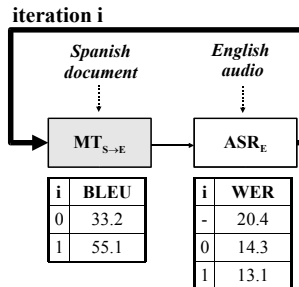 iteration i
Spanish document
English audio
MT S→E
ASR E
i BLEU
0 33.2
1 55.1
i WER
- 20.4
0 14.3
1 13.1